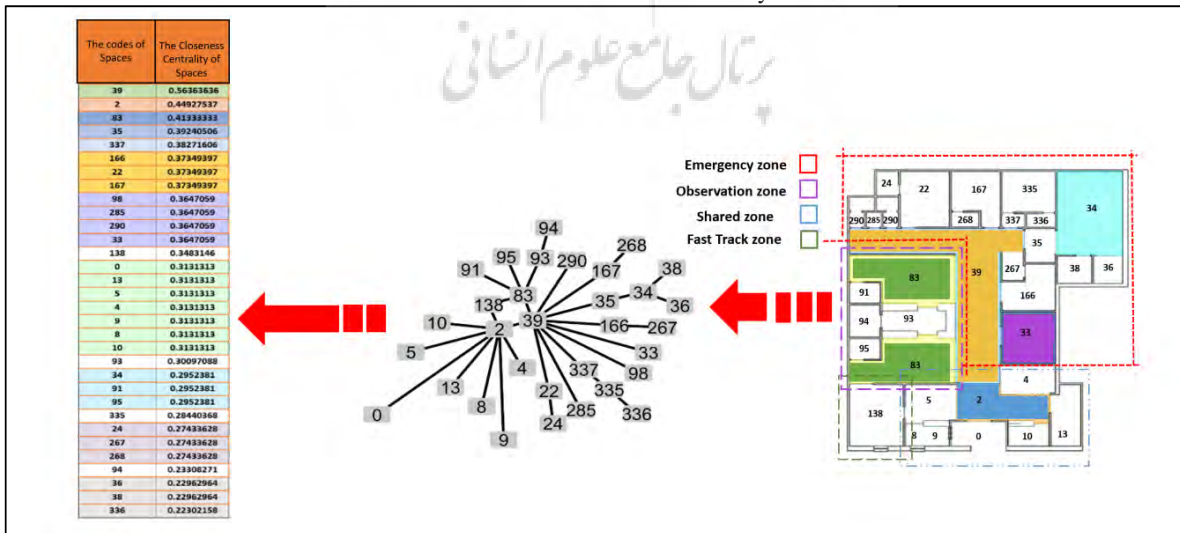 پرتال جامع علوم انسانی
The codes of Spaces
The Closeness Centrality of Spaces
39 0.56363636
2 0.44927537
83 0.41333333
35 0.39240506
337 0.38271606
166 0.37349397
22 0.37349397
167 0.37349397
98 0.3647059
285 0.3647059
290 0.3647059
33 0.3647059
138 0.3483146
0 0.3131313
13 0.3131313
5 0.3131313
4 0.3131313
9 0.3131313
8 0.3131313
10 0.3131313
93 0.30097088
34 0.2952381
91 0.2952381
95 0.2952381
335 0.28440368
24 0.27433628
267 0.27433628
268 0.27433628
94 0.23308271
36 0.22962964
38 0.22962964
336 0.22302158
94
95 93 290 268
91 167 38
138 83 35 34 36
10 2 39 166 267
5 4 33
13 337 98
0 8 22 335
9 24 285 336
Emergency zone
Observation zone
Shared zone
Fast Track zone
24 22 167 335 34
290 285 290 268 337 336
35
83 39 267 38 36
91 166
94 93 33
95
83 4
138 5 2
8 9 0 10 13